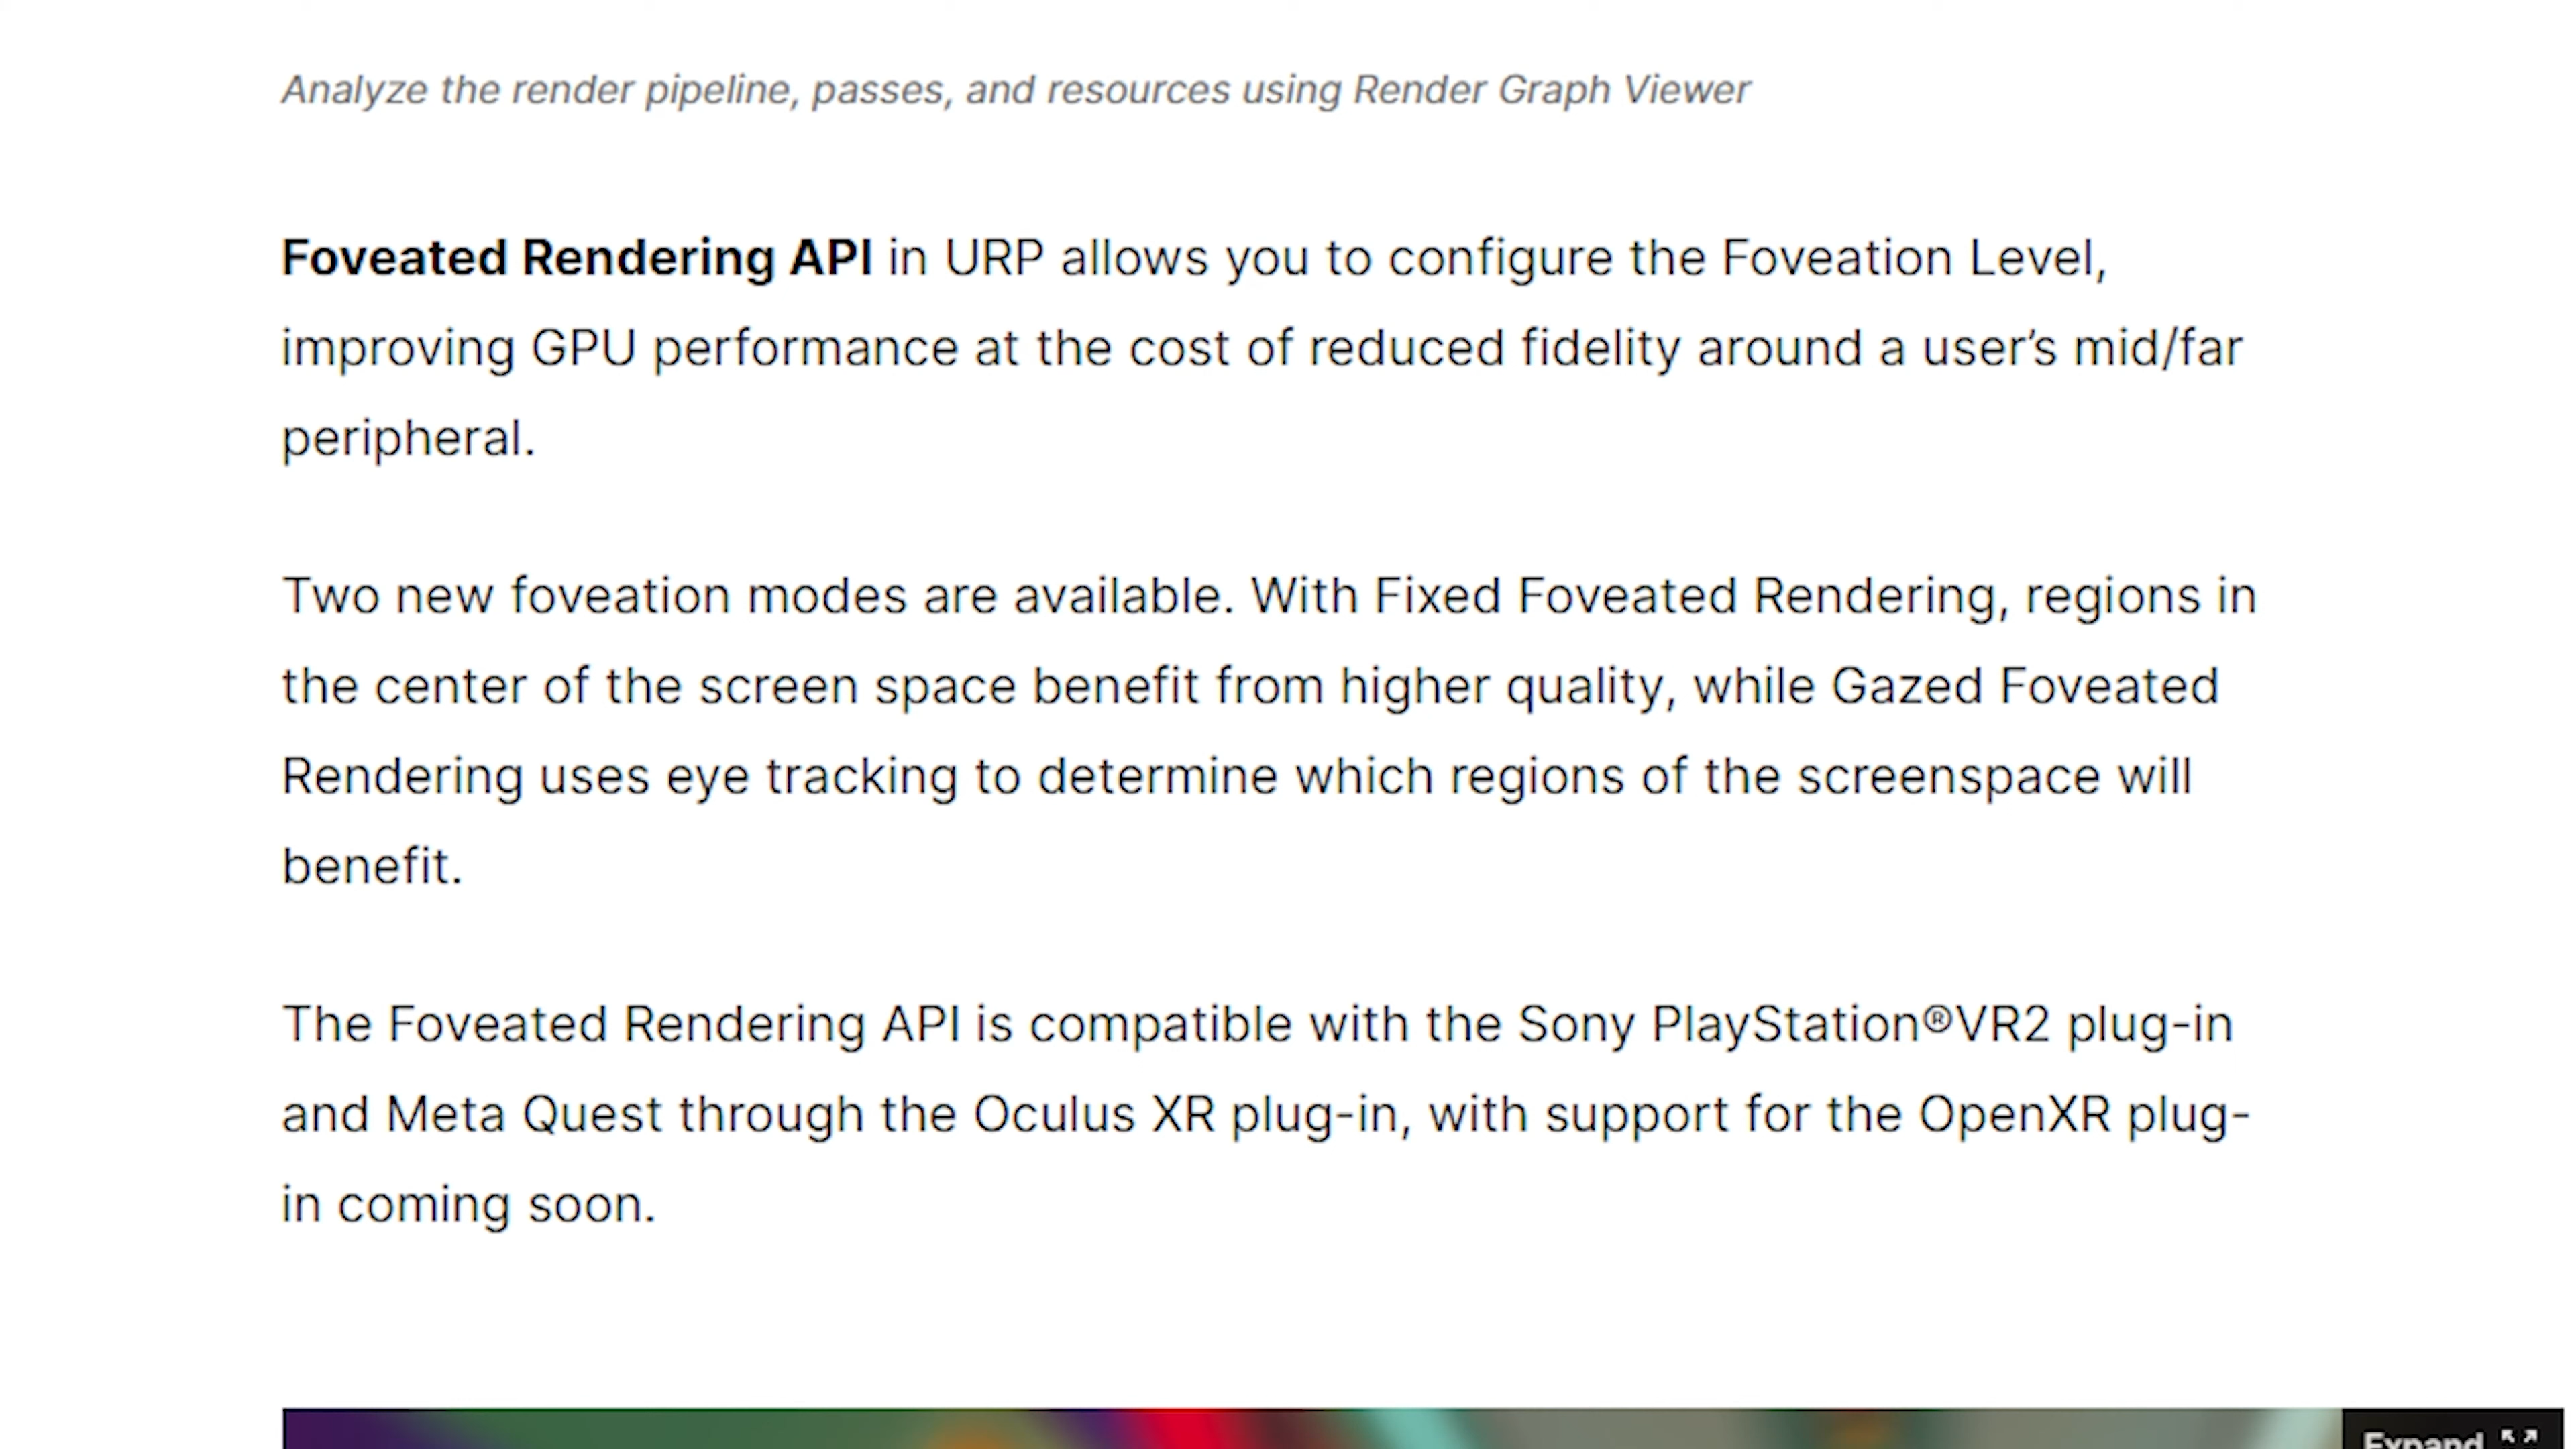 Analyze the render pipeline, passes, and resources using Render Graph Viewer
Foveated Rendering API in URP allows you to configure the Foveation Level,
improving GPU performance at the cost of reduced fidelity around a user’s mid/far
peripheral.
Two new foveation modes are available. With Fixed Foveated Rendering, regions in
the center of the screen space benefit from higher quality, while Gazed Foveated
Rendering uses eye tracking to determine which regions of the screenspace will
benefit.
The Foveated Rendering API is compatible with the Sony PlayStation®VR2 plug-in
and Meta Quest through the Oculus XR plug-in, with support for the OpenXR plug-
in coming soon.
Expand